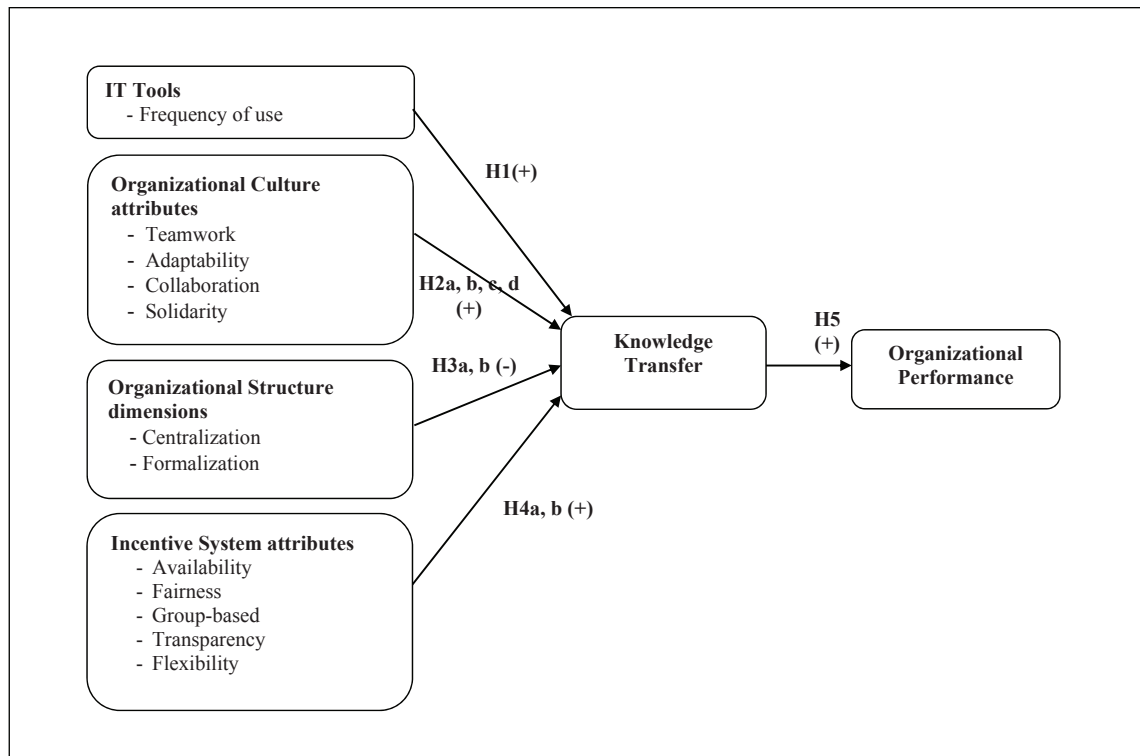 IT Tools
- Frequency of use
H1(+)
Organizational Culture
attributes
- Teamwork
- Adaptability
- Collaboration
- Solidarity
H2a, b, c, d
(+)
Organizational Structure
dimensions
- Centralization
- Formalization
H3a, b (-)
Incentive System attributes
- Availability
- Fairness
- Group-based
- Transparency
- Flexibility
H4a, b (+)
Knowledge
Transfer
H5
(+)
Organizational
Performance